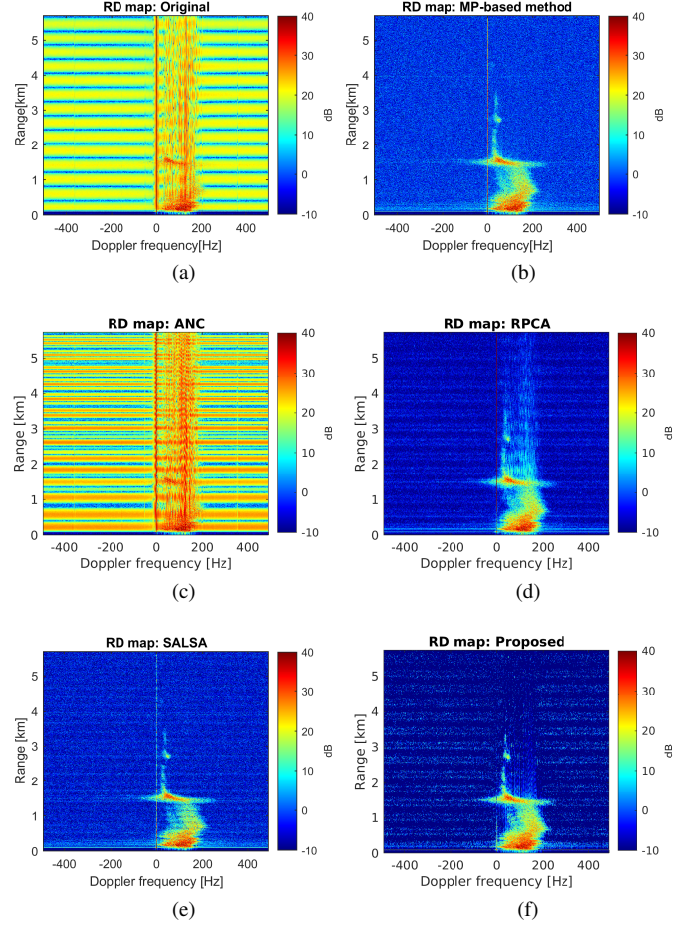 RD map: Original
Range[km]
5
4
3
2
1
0
-400 -200 0 200 400
Doppler frequency[Hz]
40
30
20
10
0
-10
dB
(a)
RD map: MP-based method
Range[km]
5
4
3
2
1
0
-400 -200 0 200 400
Doppler frequency[Hz]
40
30
20
10
0
-10
dB
(b)
RD map: ANC
Range [km]
5
4
3
2
1
0
-400 -200 0 200 400
Doppler frequency [Hz]
40
30
20
10
0
-10
dB
(c)
RD map: RPCA
Range [km]
5
4
3
2
1
0
-400 -200 0 200 400
Doppler frequency [Hz]
40
30
20
10
0
-10
dB
(d)
RD map: SALSA
Range [km]
5
4
3
2
1
0
-400 -200 0 200 400
Doppler frequency [Hz]
40
30
20
10
0
-10
dB
(e)
RD map: Proposed
Range [km]
5
4
3
2
1
0
-400 -200 0 200 400
Doppler frequency [Hz]
40
30
20
10
0
-10
dB
(f)